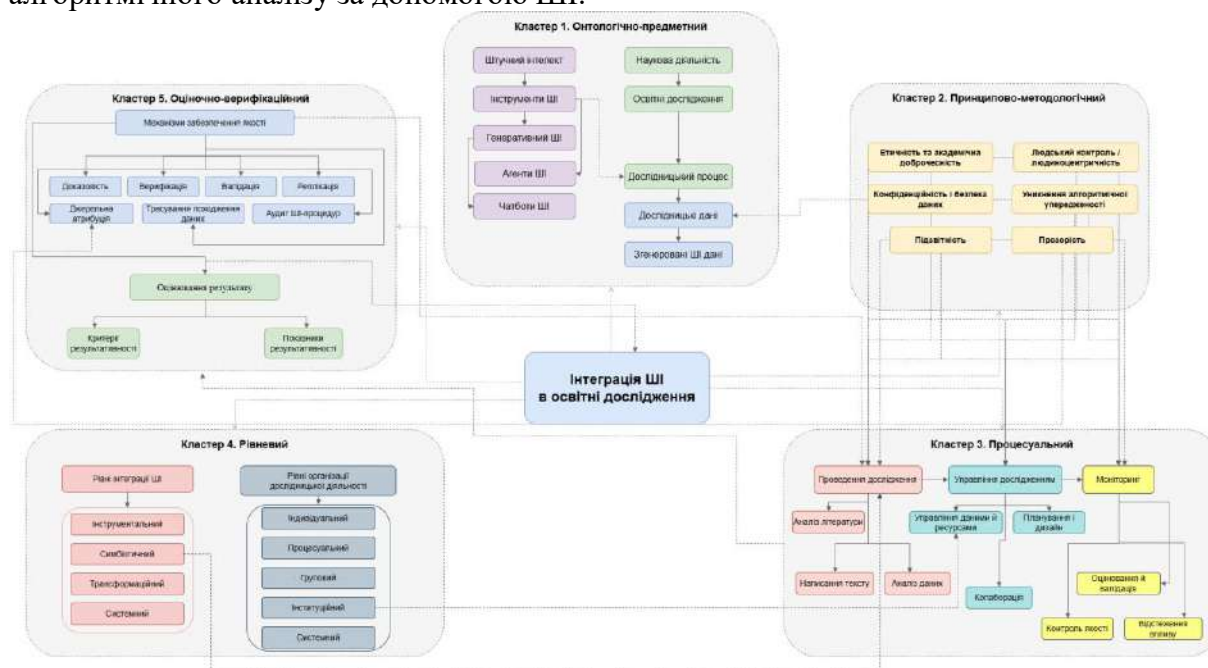 алгоритмічного аналізу за допомогою ШІ.
Кластер 1. Онтологічно-предметний
Штучний інтелект
Наукова діяльність
Інструменти ШІ
Освітні дослідження
Генеративний ШІ
Агенти ШІ
Дослідницький процес
Чатботи ШІ
Дослідницькі дані
Згенеровані ШІ дані
Кластер 5. Оціночно-верифікаційний
Механізми забезпечення якості
Доказовість
Верифікація
Валідація
Реплікація
Джерельна
атрибуція
Трасування походження
даних
Аудит ШІ-процедур
Оцінювання результату
Критерії
результативності
Показники
результативності
Кластер 2. Принципово-методологічний
Етичність та академічна
доброчесність
Людський контроль /
людиноцентричність
Конфіденційність і безпека
даних
Уникнення алгоритмічної
упередженості
Підзвітність
Прозорість
Інтеграція ШІ
в освітні дослідження
Кластер 4. Рівневий
Рівні інтеграції ШІ
Рівні організації
дослідницької діяльності
Інструментальний
Симбіотичний
Трансформаційний
Системний
Індивідуальний
Процесуальний
Груповий
Інституційний
Системний
Кластер 3. Процесуальний
Проведення дослідження
Управління дослідженням
Моніторинг
Аналіз літератури
Управління даними й
ресурсами
Планування і
дизайн
Написання тексту
Аналіз даних
Колаборація
Оцінювання й
валідація
Контроль якості
Відстеження
впливу